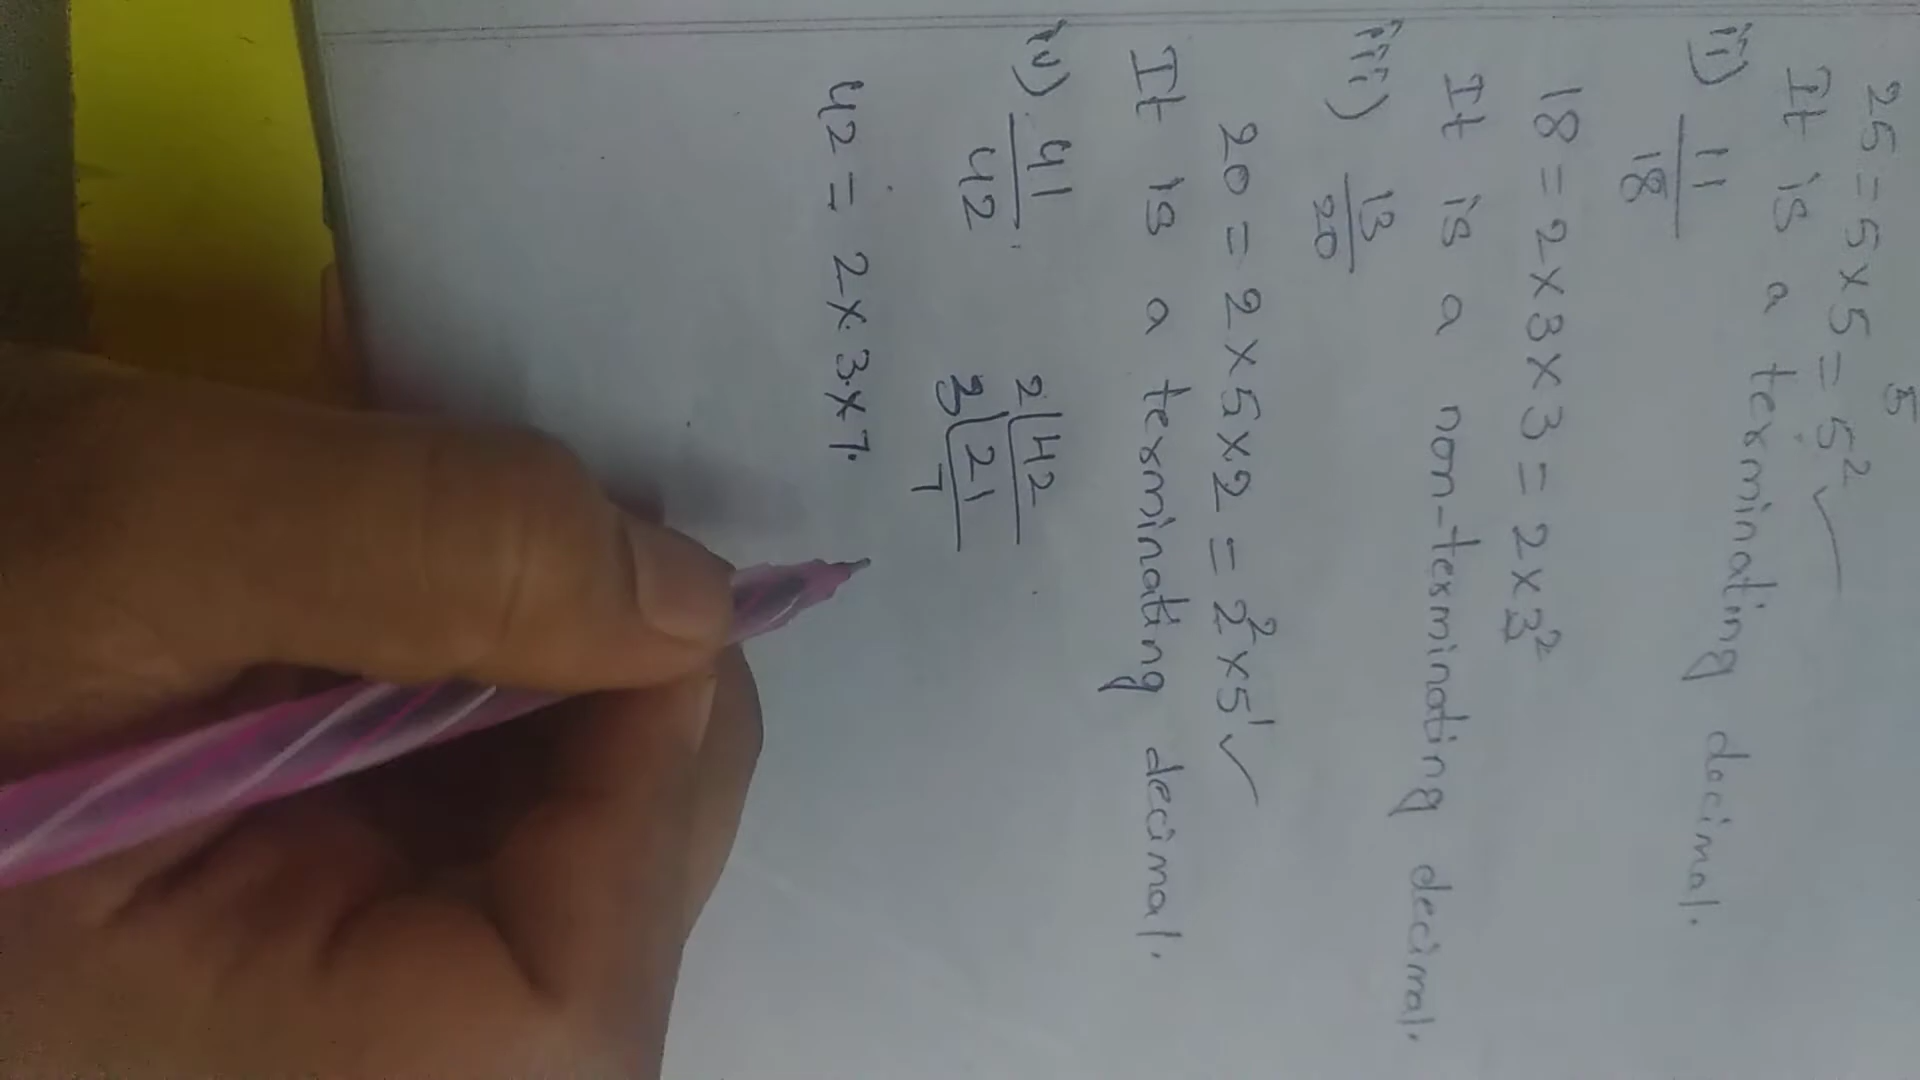 5
25 = 5 x 5 = 5²✓
It is a terminating decimal.
ii) 11/18
18 = 2 x 3 x 3 = 2 x 3²
It is a non-terminating decimal.
iii) 13/20
20 = 2 x 5 x 2 = 2² x 5¹ ✓
It is a terminating decimal.
iv) 41/42
2|42
3|21
7
42 = 2 x 3 x 7.